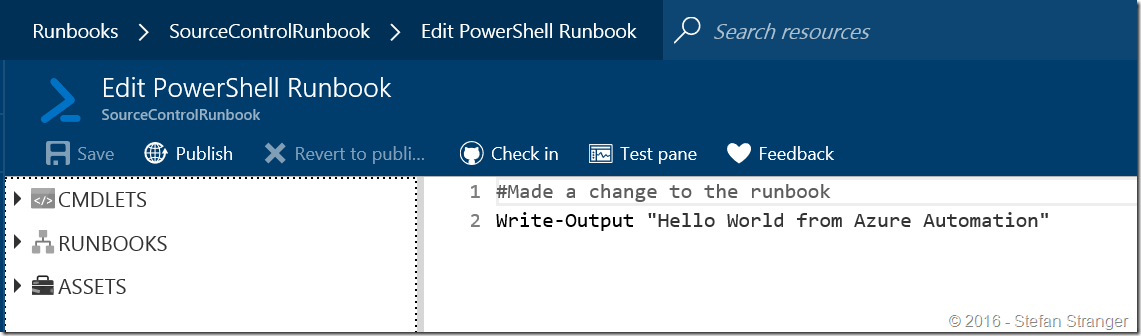 Runbooks > SourceControlRunbook > Edit PowerShell Runbook Search resources
Edit PowerShell Runbook
SourceControlRunbook
Save Publish Revert to publi... Check in Test pane Feedback
CMDLETS
RUNBOOKS
ASSETS
1 #Made a change to the runbook
2 Write-Output "Hello World from Azure Automation"
© 2016 - Stefan Stranger